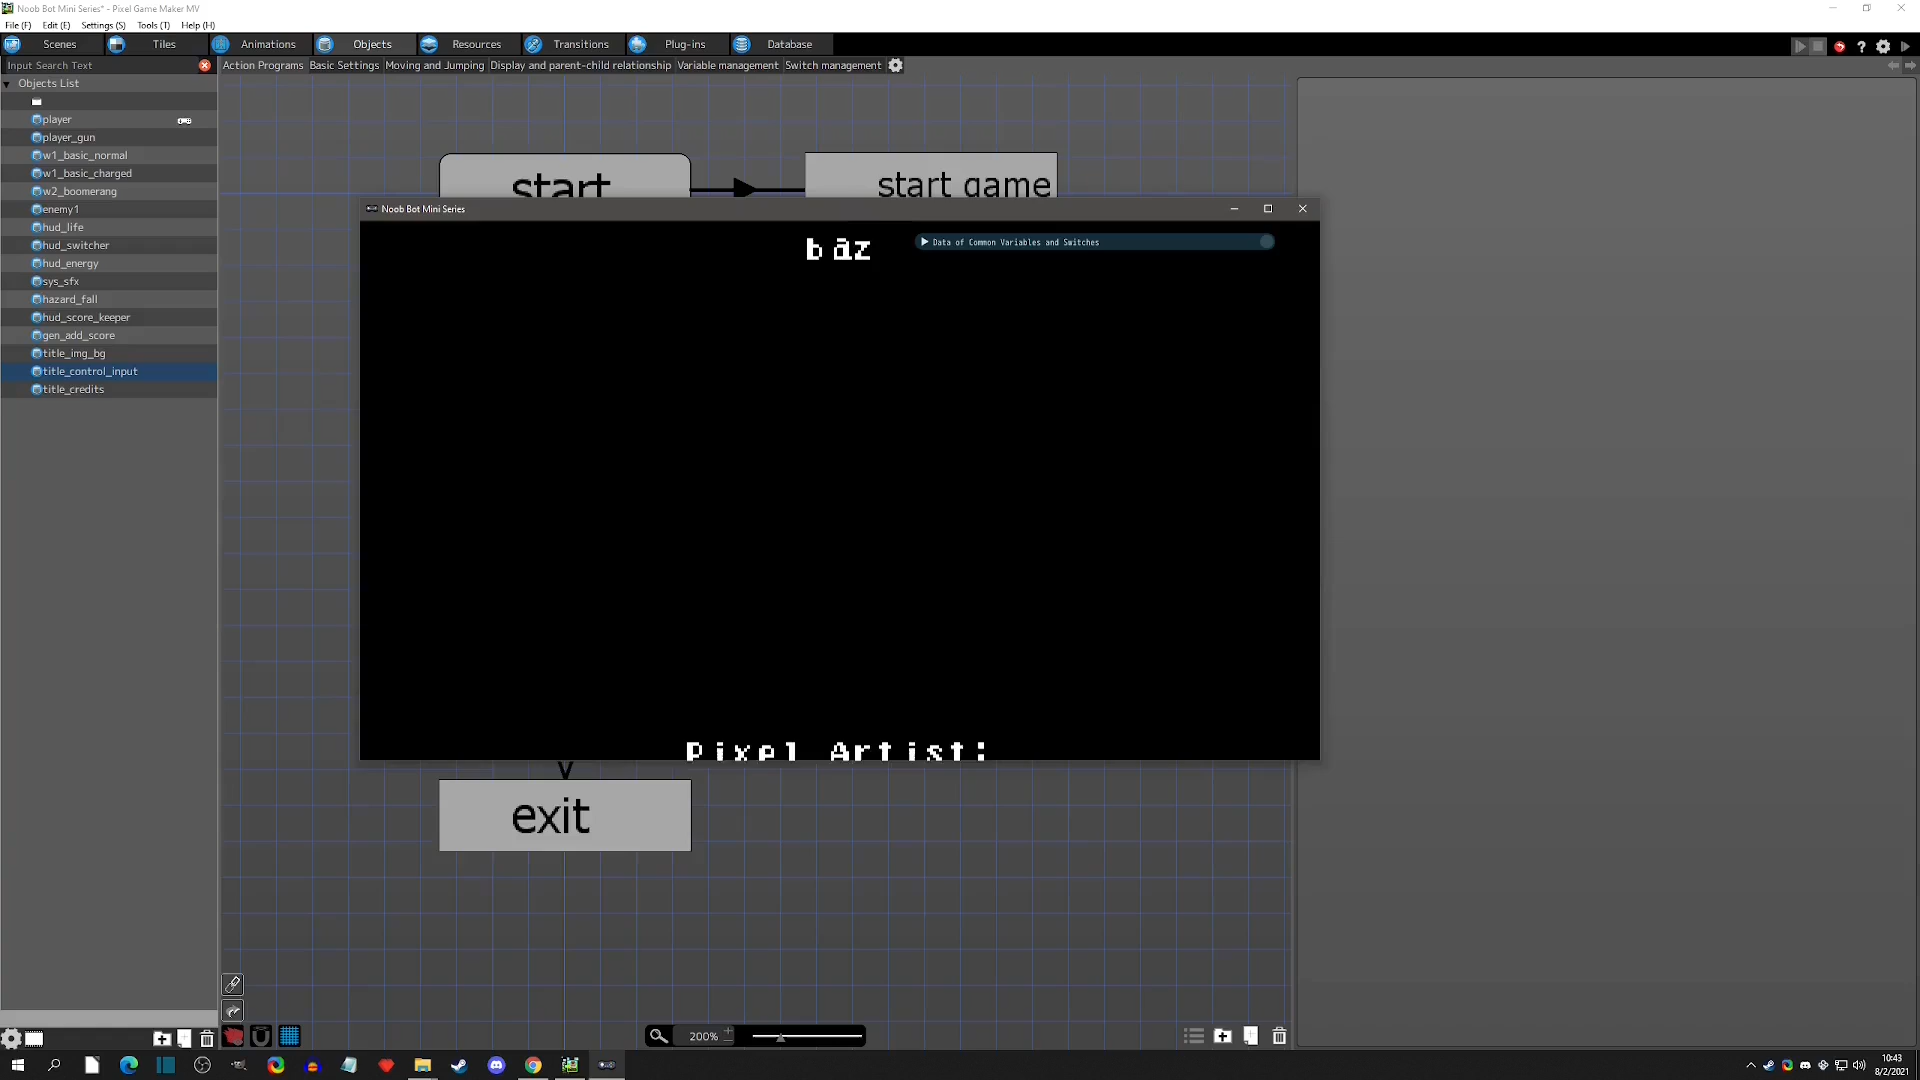 Noob Bot Mini Series* - Pixel Game Maker MV
File (F) Edit (E) Settings (S) Tools (T) Help (H)
Scenes Tiles Animations Objects Resources Transitions Plug-ins Database
Input Search Text
Action Programs Basic Settings Moving and Jumping Display and parent-child relationship Variable management Switch management
Objects List
player
player_gun
w1_basic_normal
w1_basic_charged
w2_boomerang
enemy1
hud_life
hud_switcher
hud_energy
sys_sfx
hazard_fall
hud_score_keeper
gen_add_score
title_img_bg
title_control_input
title_credits
start
start game
Noob Bot Mini Series
Data of Common Variables and Switches
Pixel Artist:
exit
200%
10:43
8/2/2021